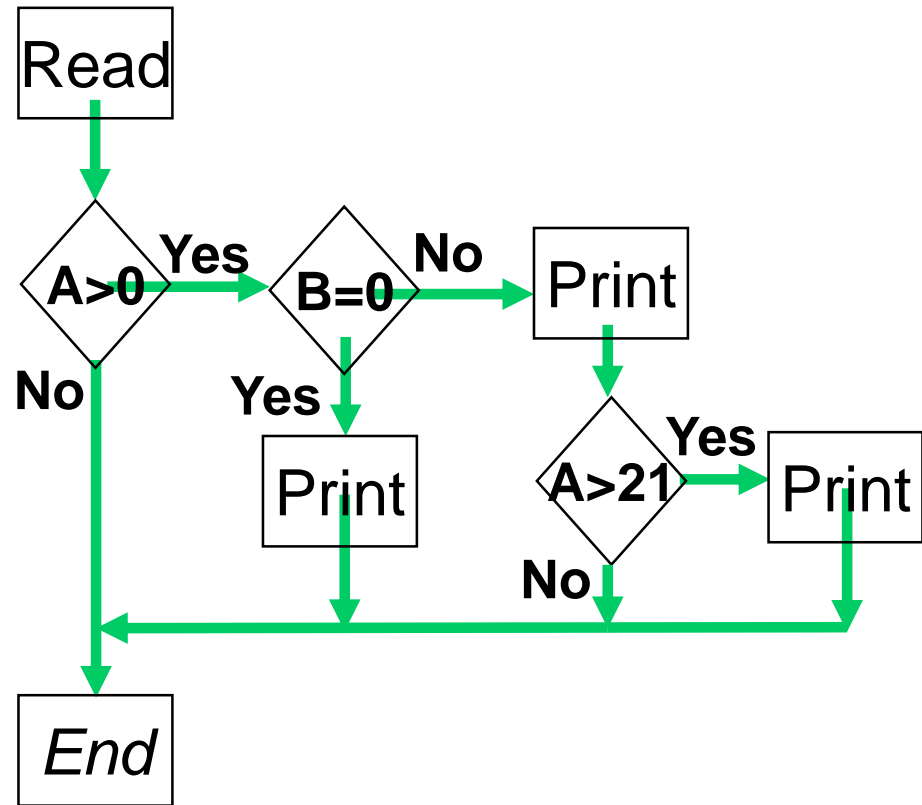 Read
A>0
Yes
B=0
No
Print
No
Yes
Print
A>21
Yes
Print
No
End